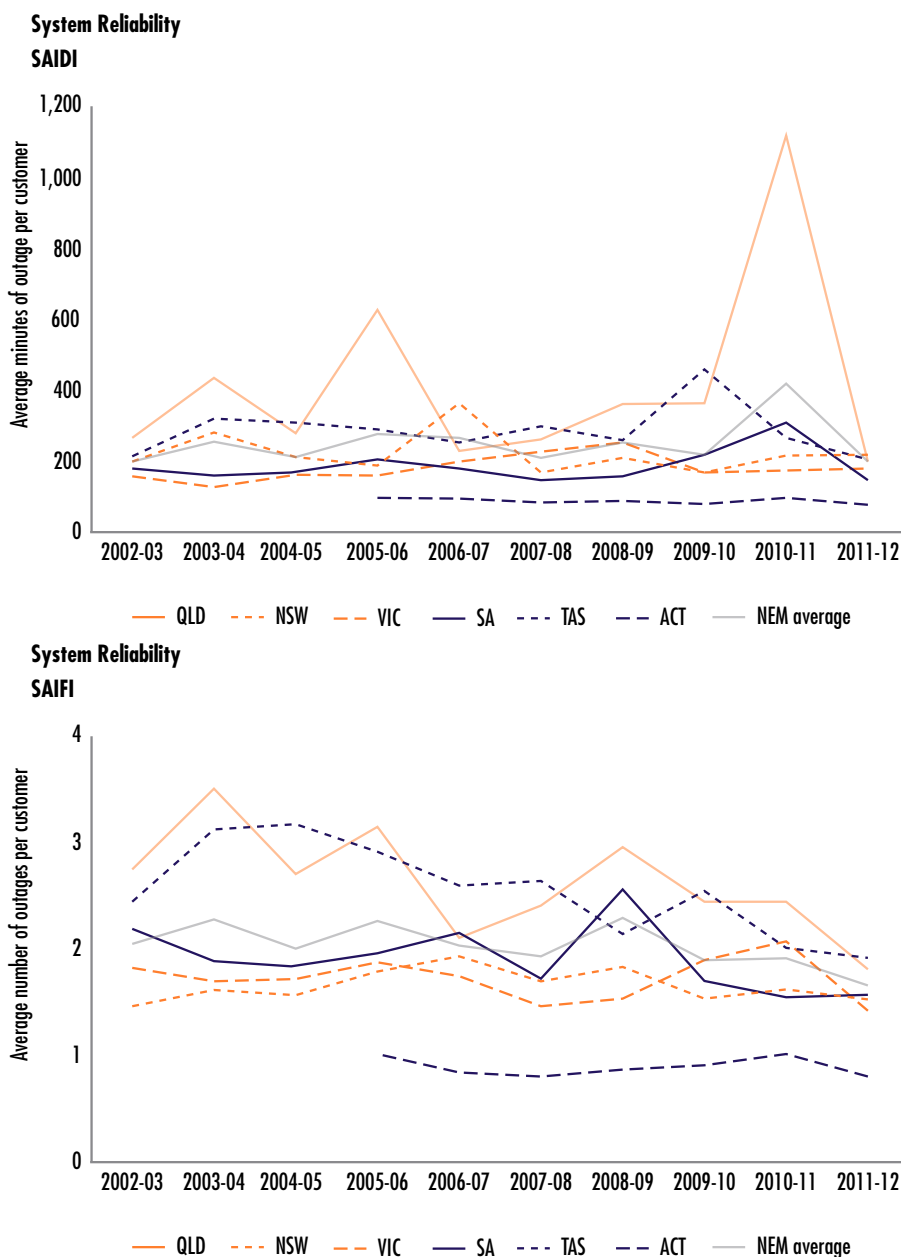 System Reliability
SAIDI
Average minutes of outage per customer
1,200
1,000
800
600
400
200
0
2002-03 2003-04 2004-05 2005-06 2006-07 2007-08 2008-09 2009-10 2010-11 2011-12
QLD NSW VIC SA TAS ACT NEM average
System Reliability
SAIFI
Average number of outages per customer
4
3
2
1
0
2002-03 2003-04 2004-05 2005-06 2006-07 2007-08 2008-09 2009-10 2010-11 2011-12
QLD NSW VIC SA TAS ACT NEM average